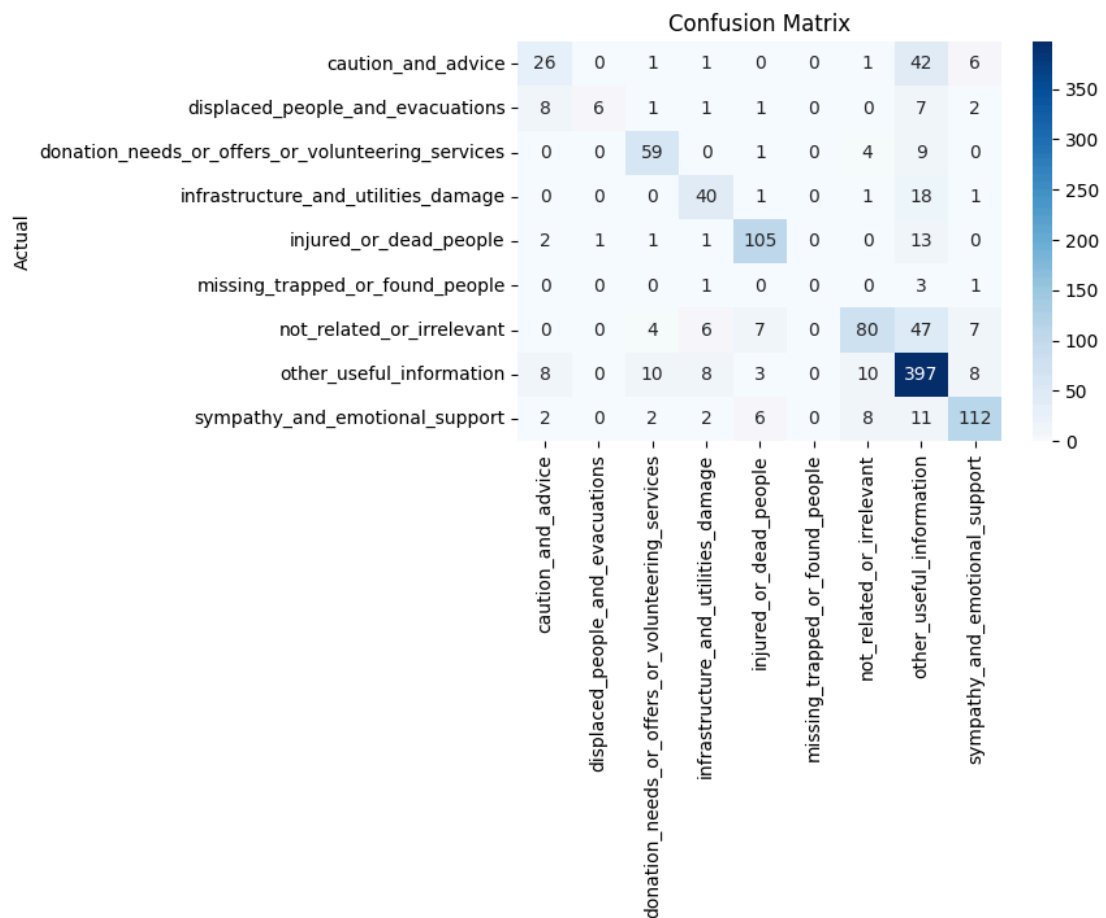 Confusion Matrix
Actual
caution_and_advice 26 0 1 1 0 1 42 6
displaced_people_and_evacuations 8 6 1 1 1 0 0 7 2
donation_needs_or_offers_or_volunteering_services 0 0 59 0 1 4 9 0
infrastructure_and_utilities_damage 0 0 0 40 1 0 1 18 1
injured_or_dead_people 2 1 1 1 105 0 0 13 0
missing_trapped_or_found_people 0 0 0 1 0 0 0 3 1
not_related_or_irrelevant 0 0 4 6 7 0 80 47 7
other_useful_information 8 0 10 8 3 0 10 397 8
sympathy_and_emotional_support 2 0 2 2 6 0 8 11 112
caution_and_advice
displaced_people_and_evacuations
donation_needs_or_offers_or_volunteering_services
infrastructure_and_utilities_damage
injured_or_dead_people
missing_trapped_or_found_people
not_related_or_irrelevant
other_useful_information
sympathy_and_emotional_support
350
300
250
200
150
100
50
0